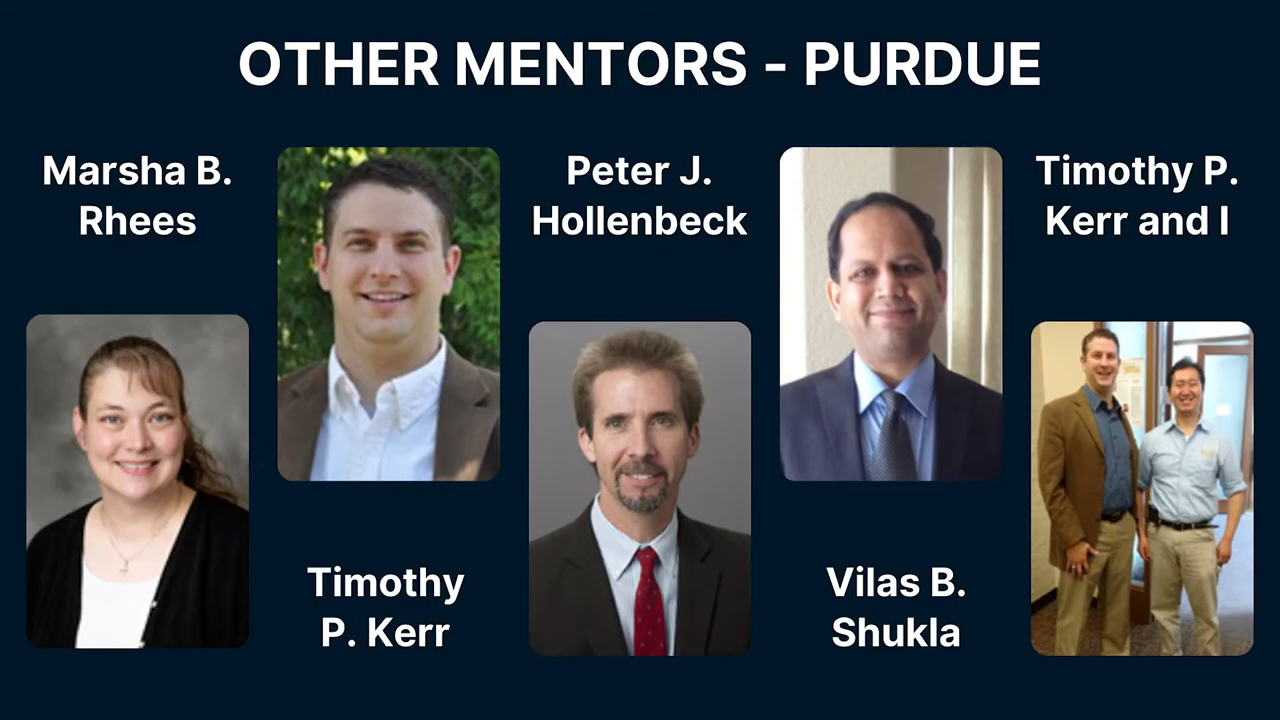 OTHER MENTORS - PURDUE
Marsha B.
Rhees
Timothy
P. Kerr
Peter J.
Hollenbeck
Vilas B.
Shukla
Timothy P.
Kerr and I